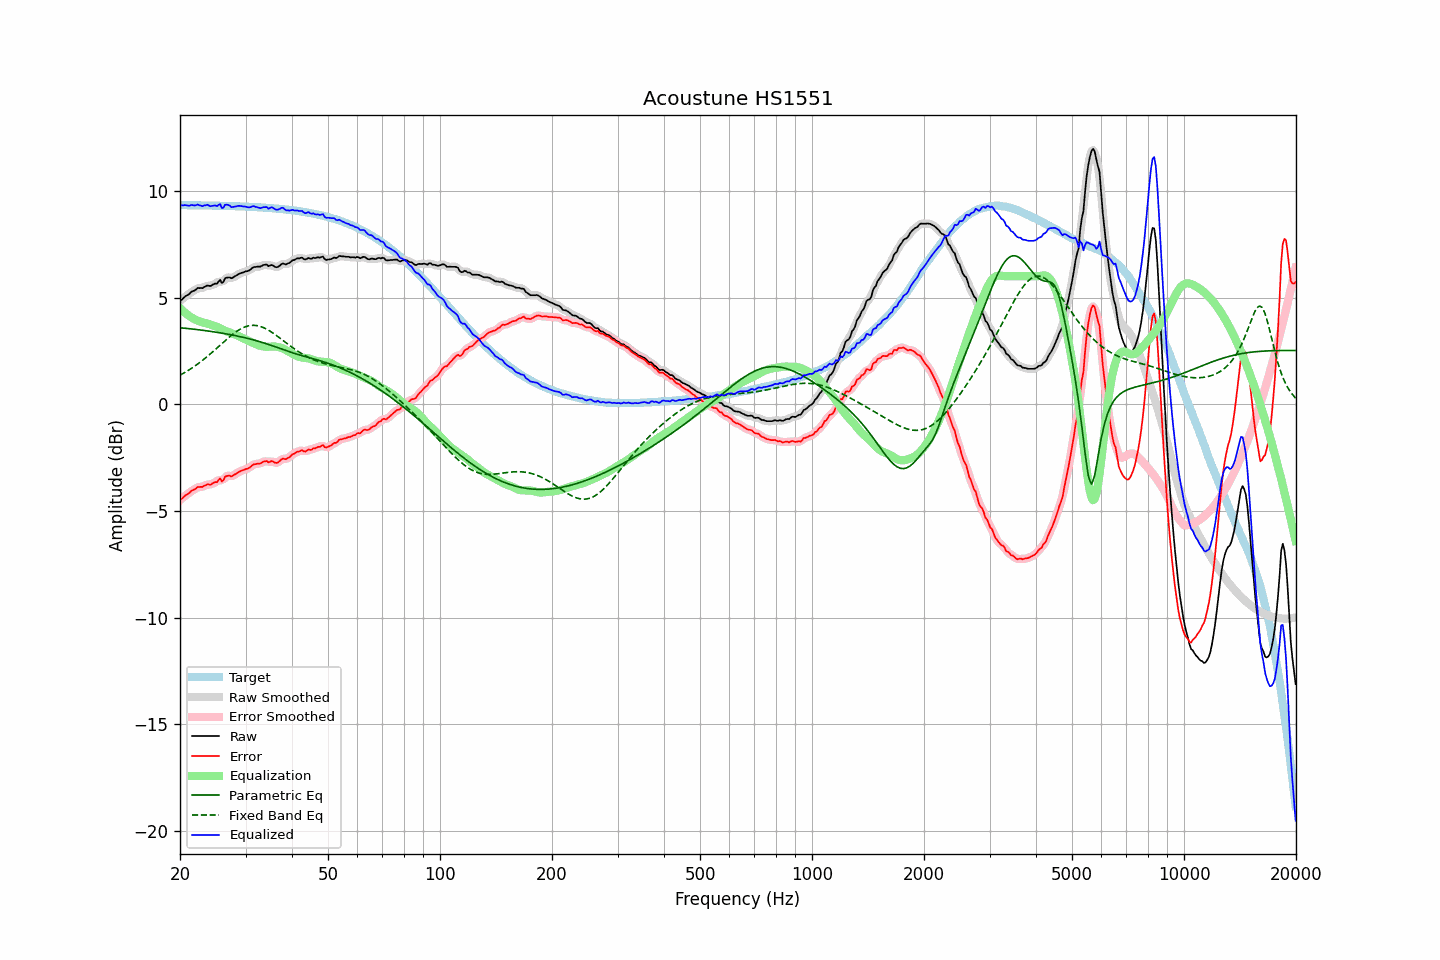 Acoustune HS1551
Amplitude (dBr)
10
5
0
−5
−10
−15
−20
Target
Raw Smoothed
Error Smoothed
Raw
Error
Equalization
Parametric Eq
Fixed Band Eq
Equalized
20 50 100 200 500 1000 2000 5000 10000 20000
Frequency (Hz)